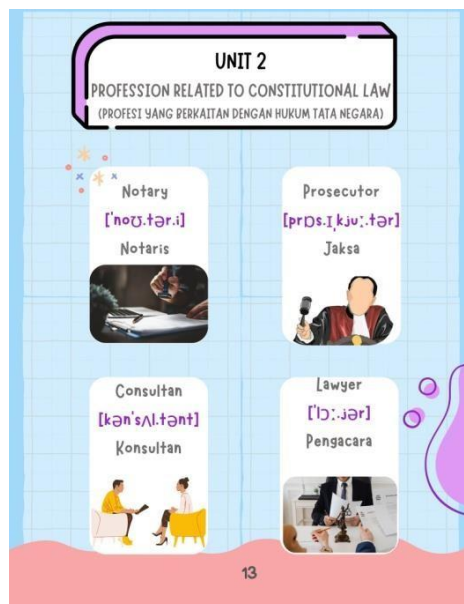 UNIT 2
PROFESSION RELATED TO CONSTITUTIONAL LAW
(PROFESI YANG BERKAITAN DENGAN HUKUM TATA NEGARA)
Notary
['noʊ.tər.i]
Notaris
Prosecutor
[prɒs.ɪˌkjuː.tər]
Jaksa
Consultan
[kən'sʌl.tənt]
Konsultan
Lawyer
['lɔː.jər]
Pengacara
13